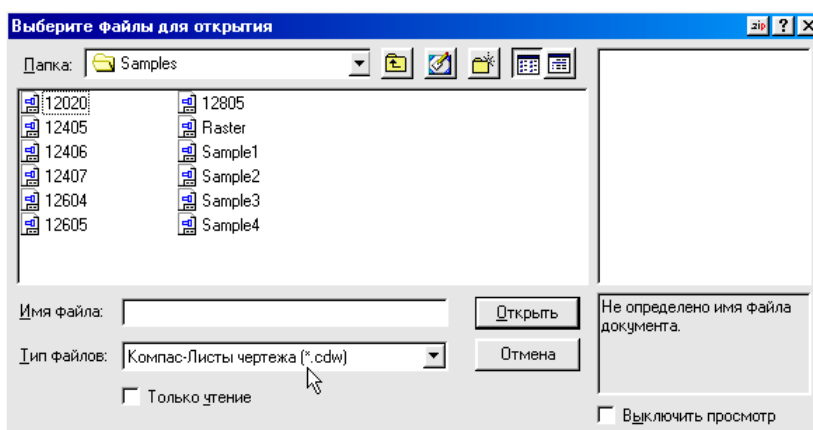 Выберите файлы для открытия
zip ? X
Папка: Samples
12020 12805
12405 Raster
12406 Sample1
12407 Sample2
12604 Sample3
12605 Sample4
Имя файла: Открыть
Не определено имя файла
документа.
Тип файлов: Компас-Листы чертежа (*.cdw) Отмена
Только чтение
Выключить просмотр